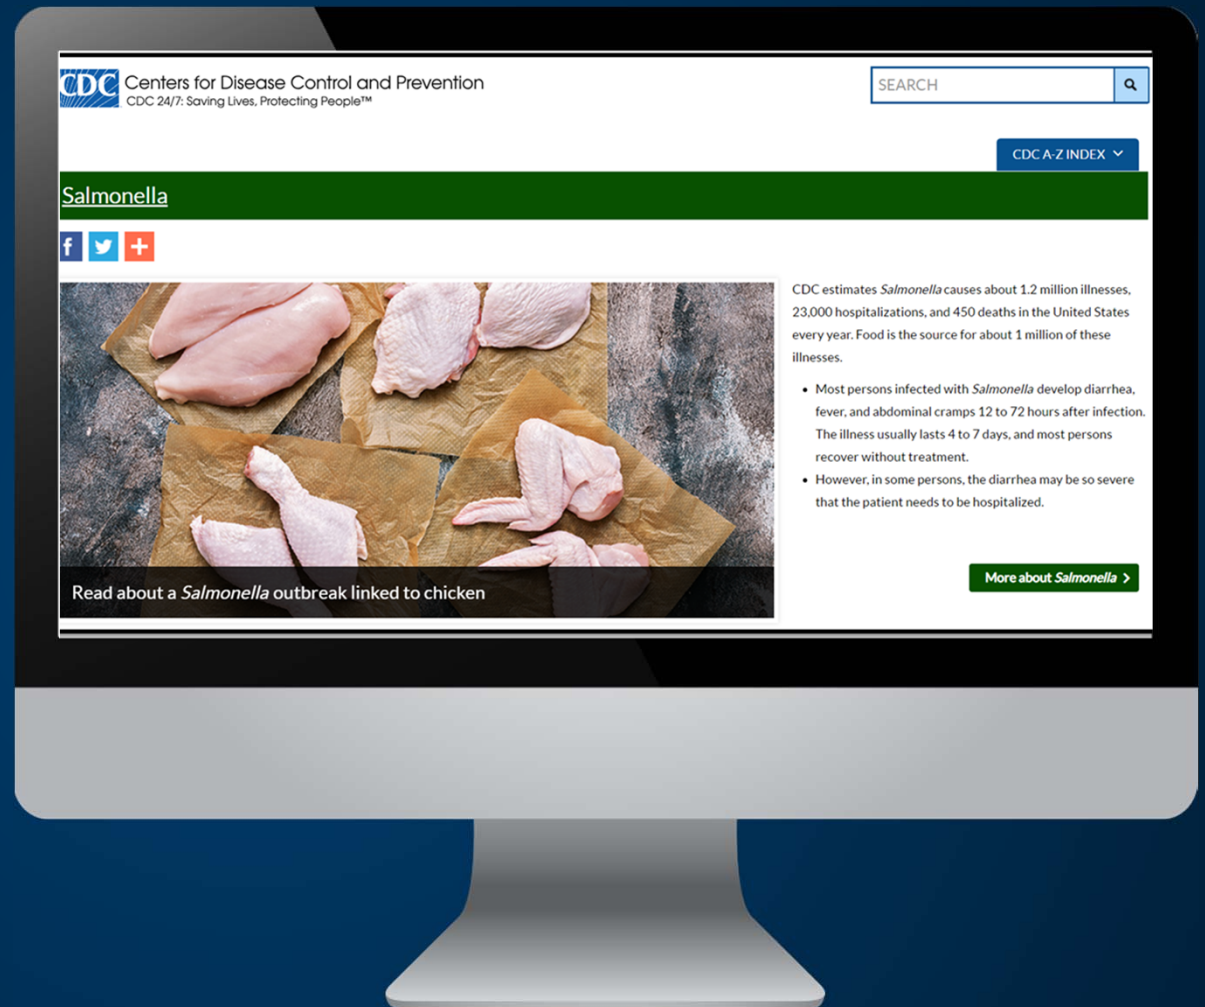 CDC Centers for Disease Control and Prevention
CDC 24/7: Saving Lives, Protecting People™
SEARCH
CDC A-Z INDEX
Salmonella
f
Read about a Salmonella outbreak linked to chicken
CDC estimates Salmonella causes about 1.2 million illnesses,
23,000 hospitalizations, and 450 deaths in the United States
every year. Food is the source for about 1 million of these
illnesses.
• Most persons infected with Salmonella develop diarrhea,
fever, and abdominal cramps 12 to 72 hours after infection.
The illness usually lasts 4 to 7 days, and most persons
recover without treatment.
• However, in some persons, the diarrhea may be so severe
that the patient needs to be hospitalized.
More about Salmonella >